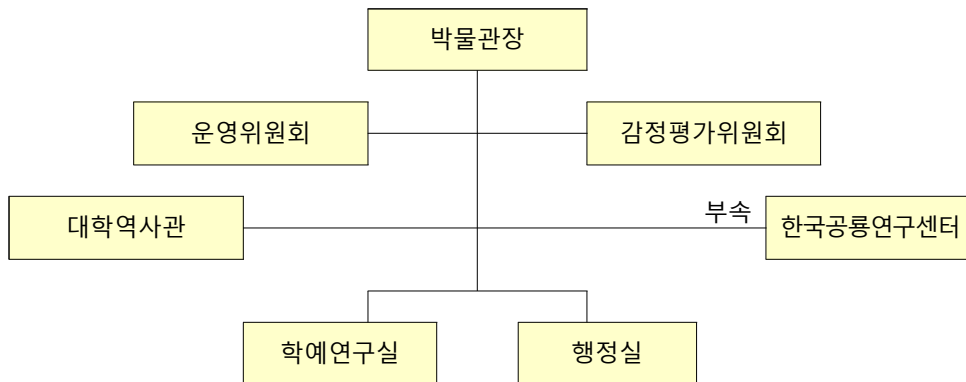 박물관장
운영위원회
감정평가위원회
대학역사관
부속
한국공룡연구센터
학예연구실
행정실